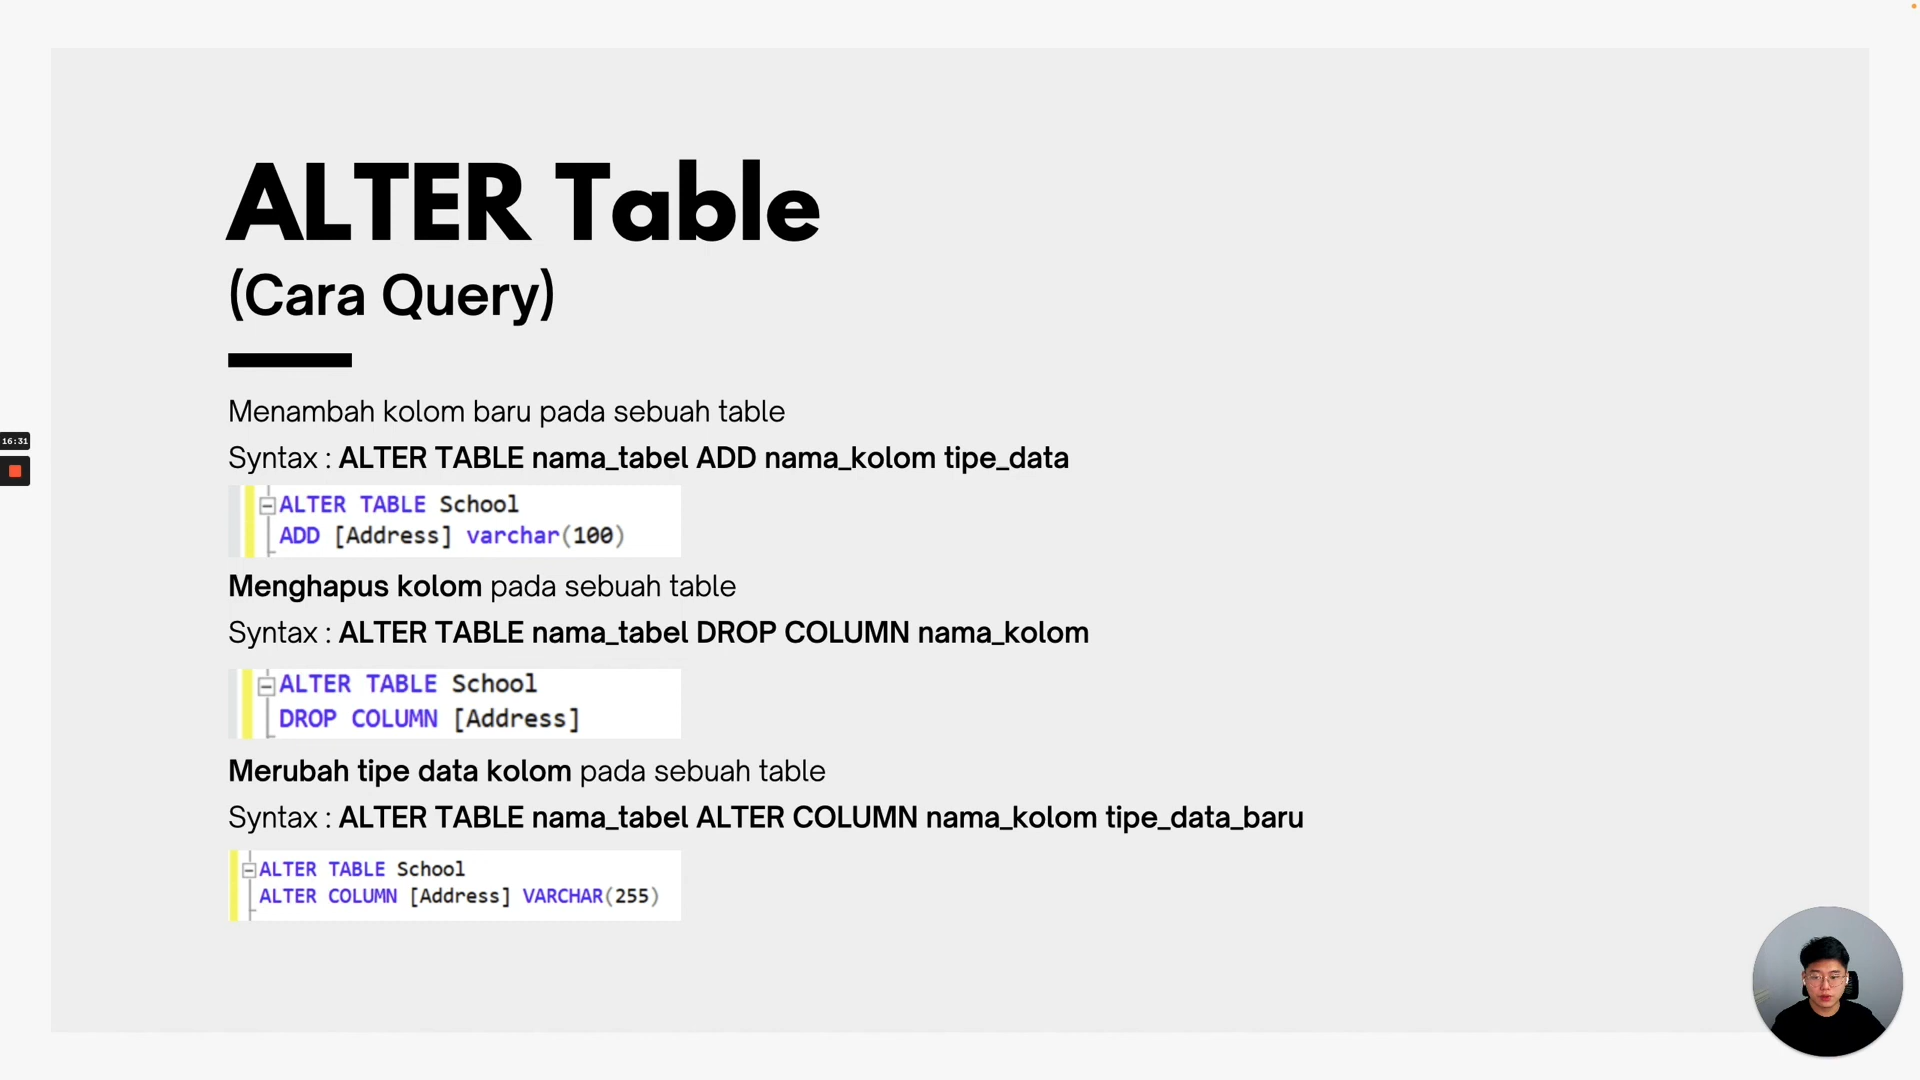 ALTER Table
(Cara Query)
Menambah kolom baru pada sebuah table
Syntax : ALTER TABLE nama_tabel ADD nama_kolom tipe_data
ALTER TABLE School
ADD [Address] varchar(100)
Menghapus kolom pada sebuah table
Syntax : ALTER TABLE nama_tabel DROP COLUMN nama_kolom
ALTER TABLE School
DROP COLUMN [Address]
Merubah tipe data kolom pada sebuah table
Syntax : ALTER TABLE nama_tabel ALTER COLUMN nama_kolom tipe_data_baru
ALTER TABLE School
ALTER COLUMN [Address] VARCHAR(255)
16:31